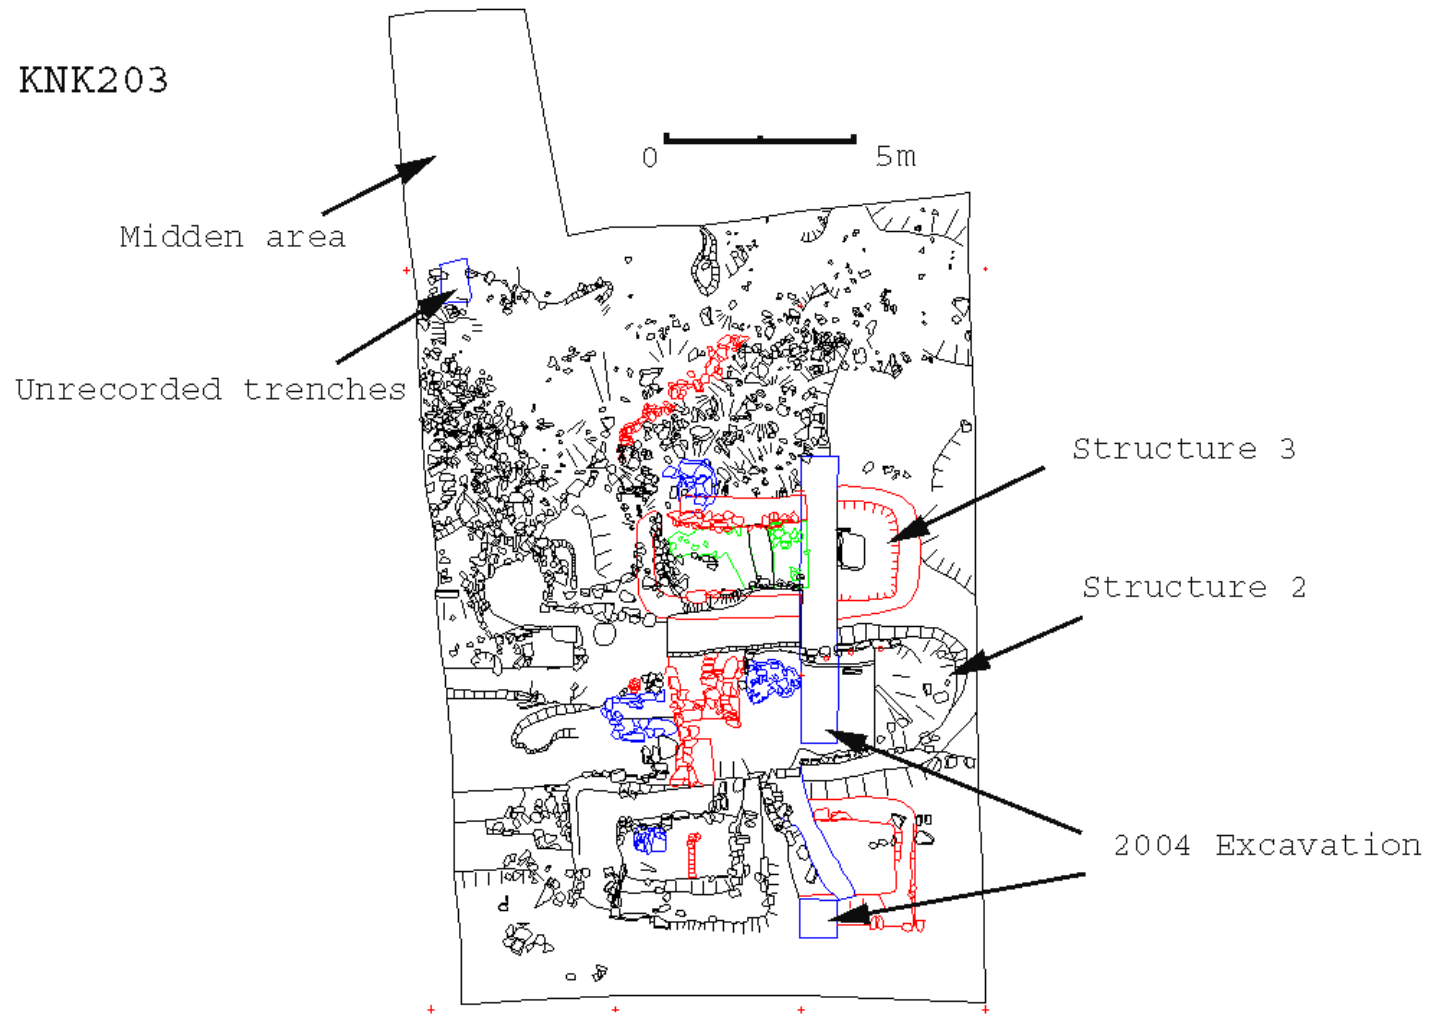 KNK203
0 5m
Midden area
Unrecorded trenches
Structure 3
Structure 2
2004 Excavation